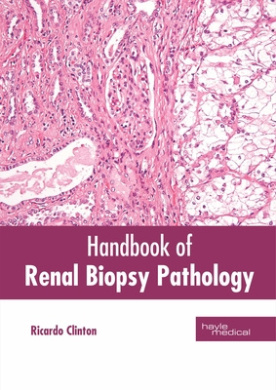 Handbook of
Renal Biopsy Pathology
Ricardo Clinton
hayle
medical